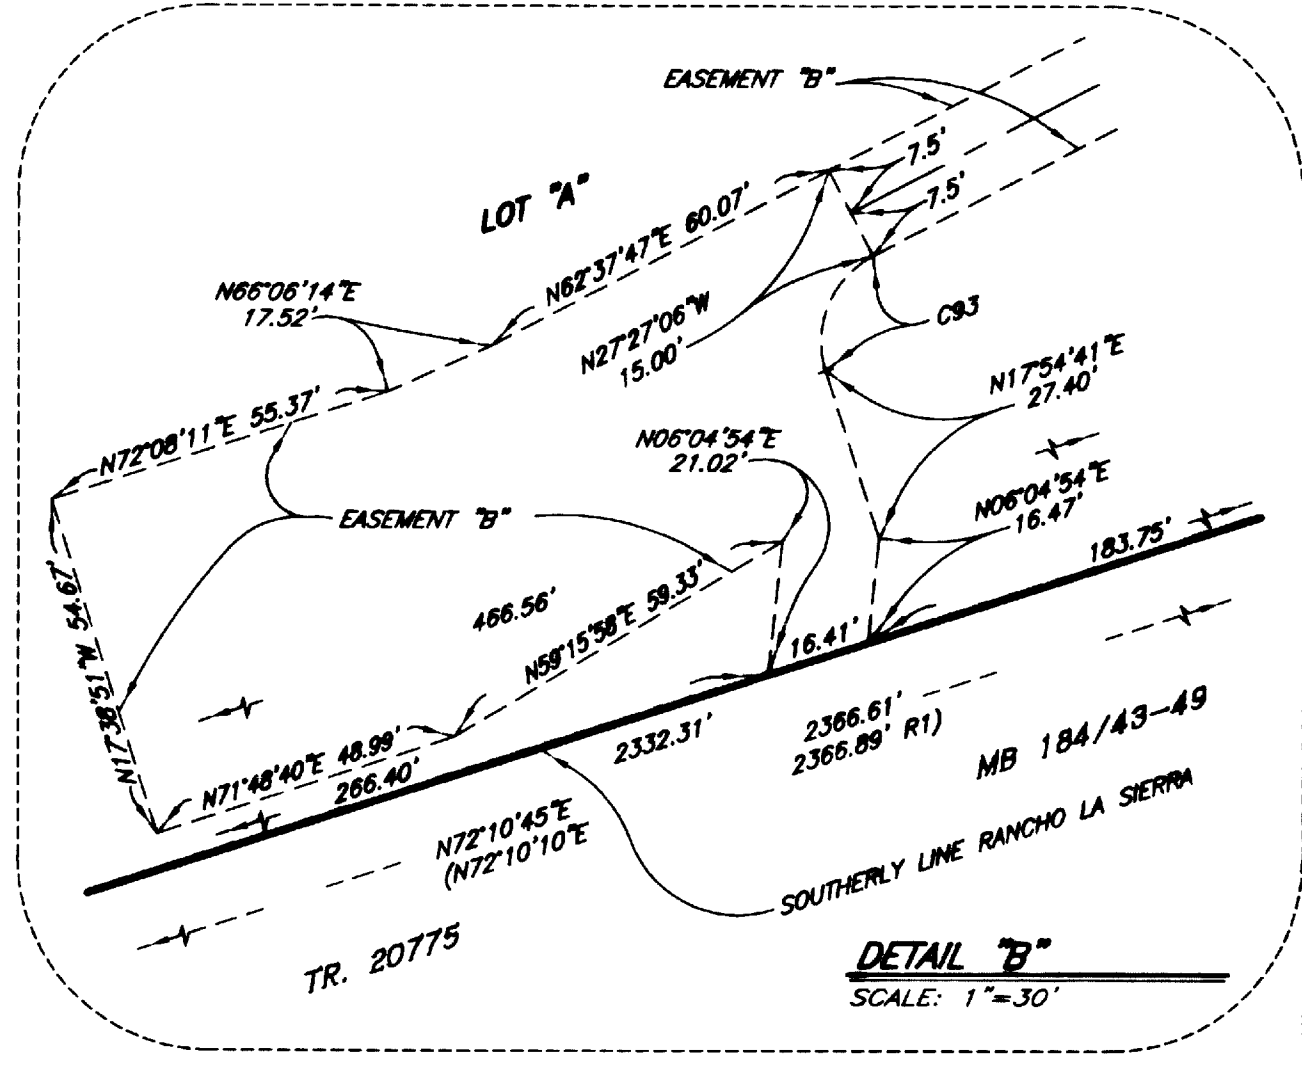 EASEMENT "B"
7.5'
7.5'
LOT "A"
N62°37'47"E 60.07'
N66°06'14"E
17.52'
N27°27'06"W
15.00'
C93
N17°54'41"E
27.40'
N72°08'11"E 55.37'
N06°04'54"E
21.02'
N06°04'54"E
16.47'
EASEMENT "B"
183.75'
N17°38'51"W 54.67'
466.56'
N59°15'58"E 59.33'
16.41'
N71°48'40"E 48.99'
266.40'
2332.31'
2366.61'
2366.89' R1)
MB 184/43-49
N72°10'45"E
(N72°10'10"E
SOUTHERLY LINE RANCHO LA SIERRA
TR. 20775
DETAIL "B"
SCALE: 1"=30'